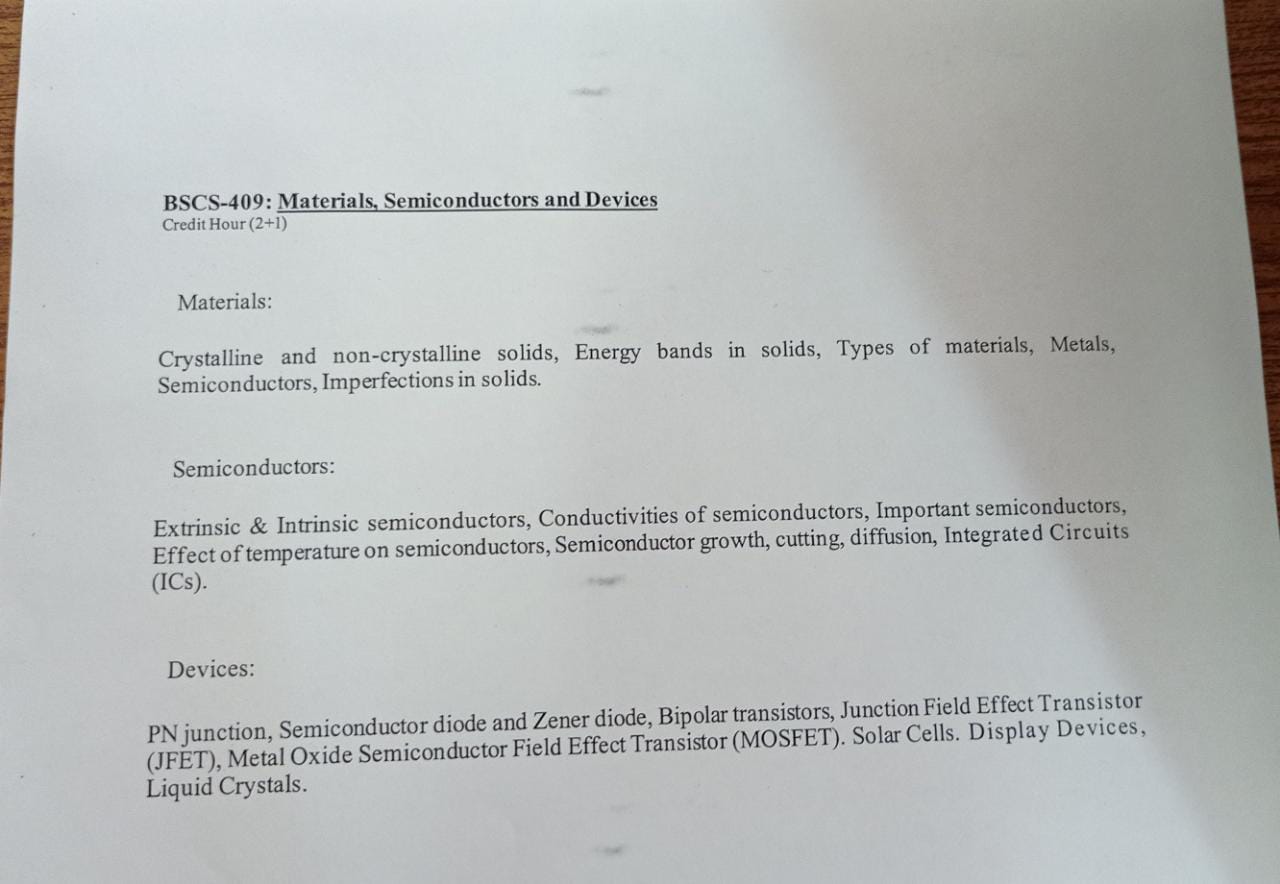 BSCS-409: Materials, Semiconductors and Devices
Credit Hour (2+1)
Materials:
Crystalline and non-crystalline solids, Energy bands in solids, Types of materials, Metals,
Semiconductors, Imperfections in solids.
Semiconductors:
Extrinsic & Intrinsic semiconductors, Conductivities of semiconductors, Important semiconductors,
Effect of temperature on semiconductors, Semiconductor growth, cutting, diffusion, Integrated Circuits
(ICs).
Devices:
PN junction, Semiconductor diode and Zener diode, Bipolar transistors, Junction Field Effect Transistor
(JFET), Metal Oxide Semiconductor Field Effect Transistor (MOSFET). Solar Cells. Display Devices,
Liquid Crystals.